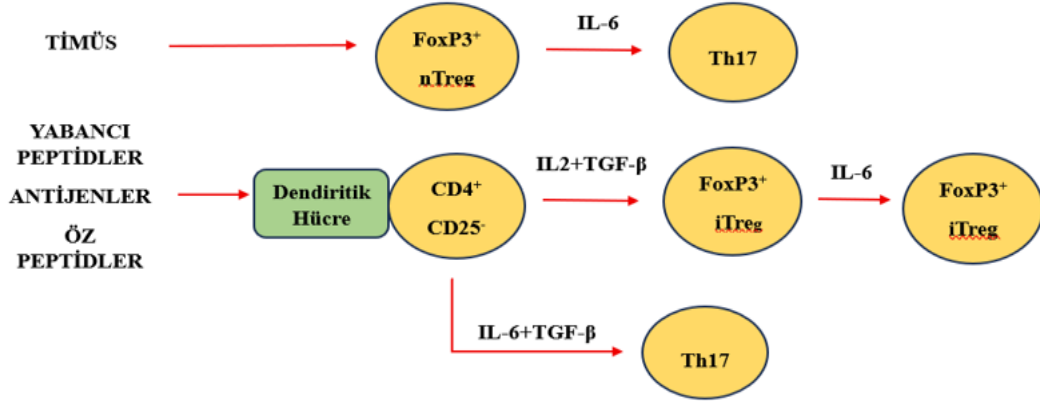 TİMÜS
FoxP3⁺
nTreg
IL-6
Th17
YABANCI
PEPTİDLER
ANTİJENLER
ÖZ
PEPTİDLER
Dendiritik
Hücre
CD4⁺
CD25⁻
IL2+TGF-β
FoxP3⁺
iTreg
IL-6
FoxP3⁺
iTreg
IL-6+TGF-β
Th17